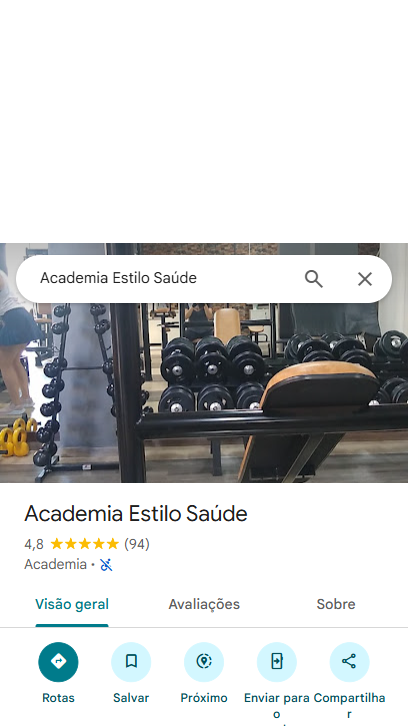 Academia Estilo Saúde
Academia Estilo Saúde
4,8 (94)
Academia ·
Visão geral Avaliações Sobre
Rotas Salvar Próximo Enviar para o Compartilhar